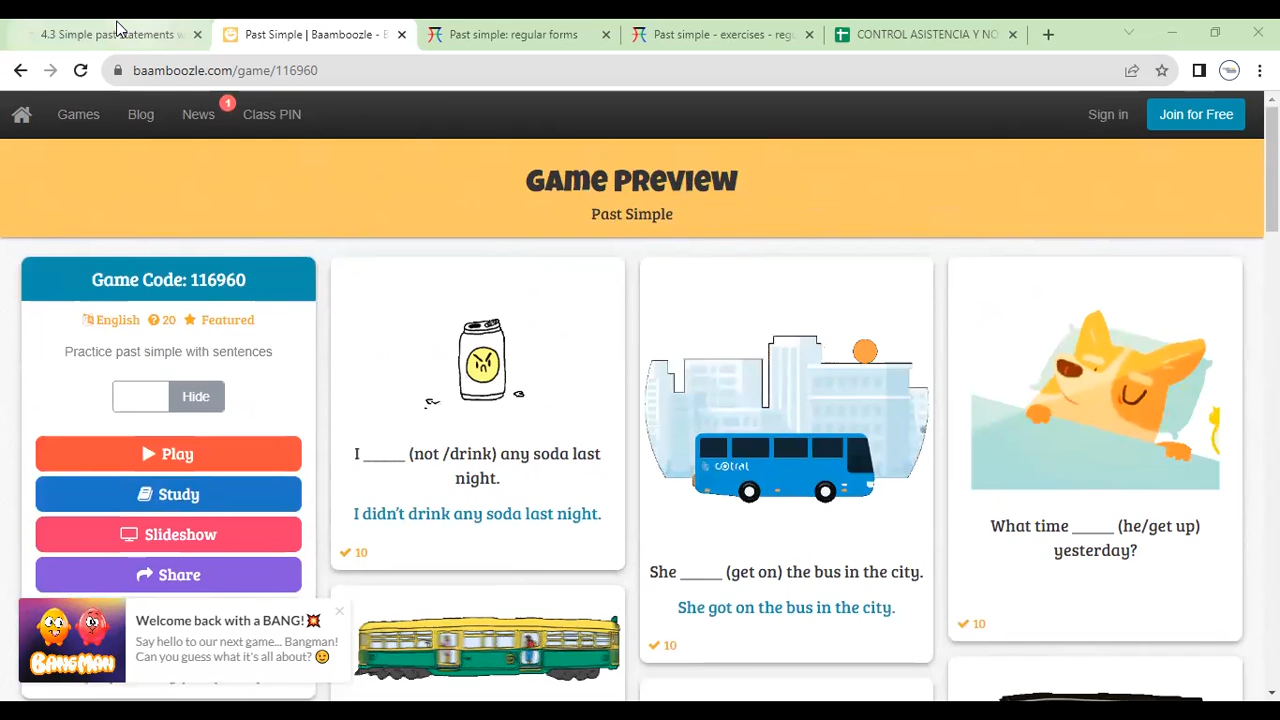 4.3 Simple past statements w
Past Simple | Baamboozle - B
Past simple: regular forms
Past simple - exercises - regu
CONTROL ASISTENCIA Y NO
baamboozle.com/game/116960
Games
Blog
News
1
Class PIN
Sign in
Join for Free
Game Preview
Past Simple
Game Code: 116960
English
20
Featured
Practice past simple with sentences
Hide
Play
Study
Slideshow
Share
Welcome back with a BANG!💥
Say hello to our next game... Bangman!
Can you guess what it's all about? 😉
BANGMAN
I _____ (not /drink) any soda last
night.
I didn't drink any soda last night.
10
cotral
She _____ (get on) the bus in the city.
She got on the bus in the city.
10
What time _____ (he/get up)
yesterday?
10